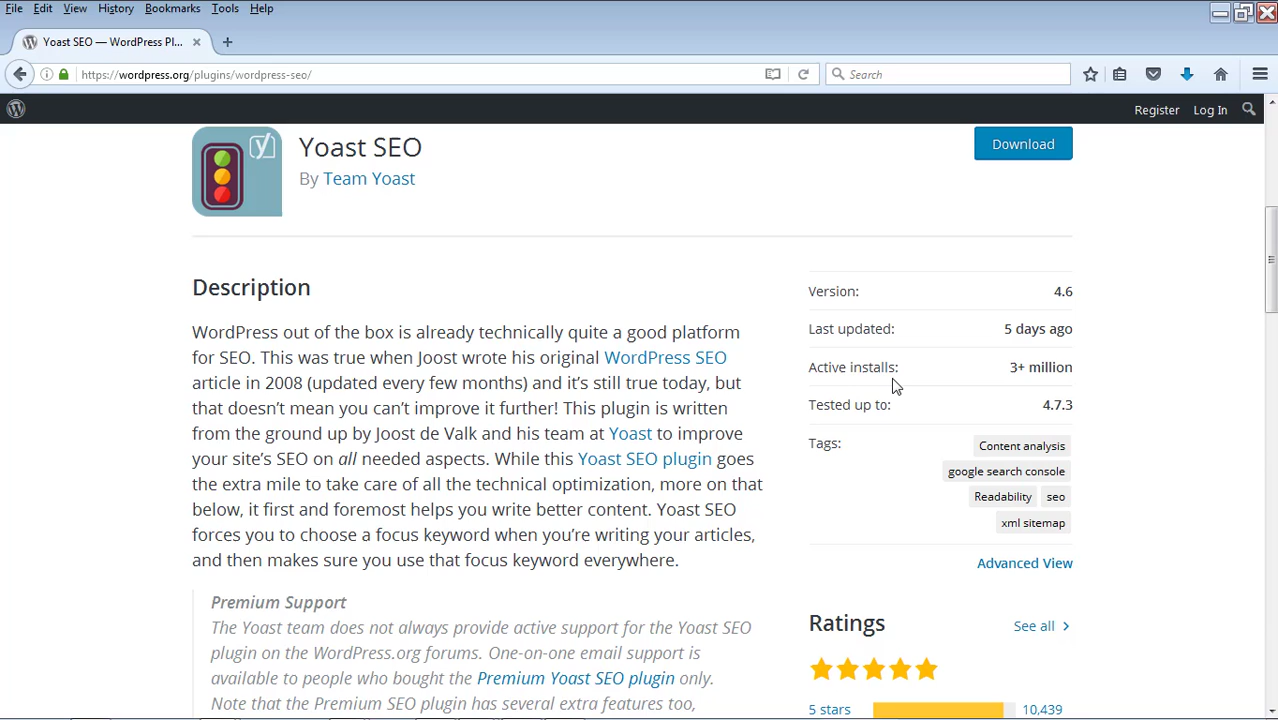 File Edit View History Bookmarks Tools Help
Yoast SEO — WordPress Pl...
https://wordpress.org/plugins/wordpress-seo/
Search
Register Log In
Yoast SEO
By Team Yoast
Download
Description
WordPress out of the box is already technically quite a good platform
for SEO. This was true when Joost wrote his original WordPress SEO
article in 2008 (updated every few months) and it's still true today, but
that doesn't mean you can't improve it further! This plugin is written
from the ground up by Joost de Valk and his team at Yoast to improve
your site's SEO on all needed aspects. While this Yoast SEO plugin goes
the extra mile to take care of all the technical optimization, more on that
below, it first and foremost helps you write better content. Yoast SEO
forces you to choose a focus keyword when you're writing your articles,
and then makes sure you use that focus keyword everywhere.
Premium Support
The Yoast team does not always provide active support for the Yoast SEO
plugin on the WordPress.org forums. One-on-one email support is
available to people who bought the Premium Yoast SEO plugin only.
Note that the Premium SEO plugin has several extra features too,
Version: 4.6
Last updated: 5 days ago
Active installs: 3+ million
Tested up to: 4.7.3
Tags: Content analysis
google search console
Readability seo
xml sitemap
Advanced View
Ratings See all
5 stars 10,439